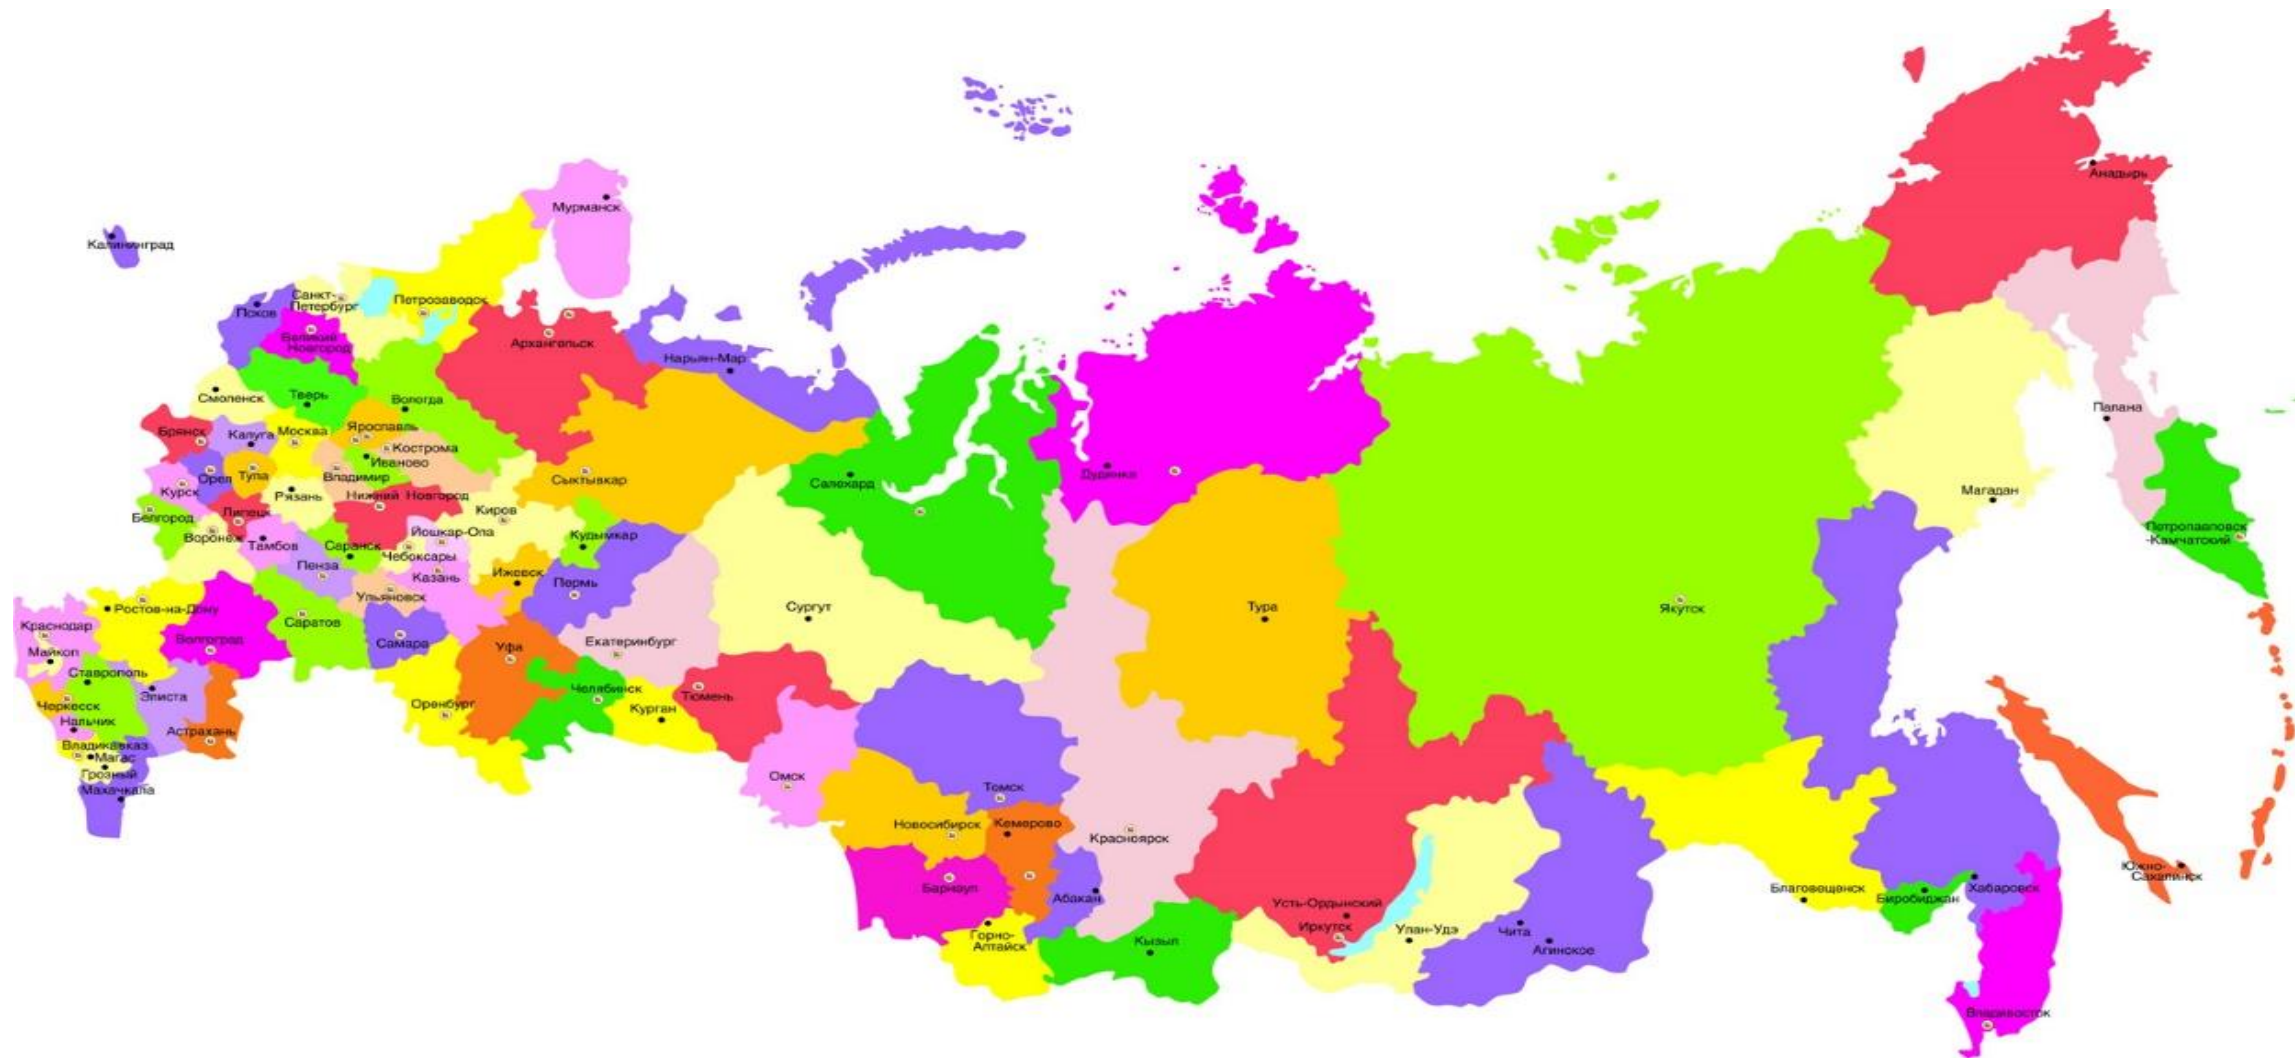 Анадырь
Мурманск
Калининград
Санкт-
Петербург
Петрозаводск
Псков
Великий
Новгород
Архангельск
Нарьян-Мар
Смоленск
Тверь
Вологда
Палана
Брянск
Калуга
Москва
Ярославль
Кострома
Иваново
Орел
Тула
Владимир
Сыктывкар
Салехард
Дудинка
Курск
Рязань
Нижний Новгород
Магадан
Белгород
Липецк
Киров
Воронеж
Тамбов
Саранск
Йошкар-Ола
Чебоксары
Кудымкар
Петропавловск
-Камчатский
Пенза
Казань
Ижевск
Пермь
Ульяновск
Ростов-на-Дону
Сургут
Тура
Якутск
Краснодар
Волгоград
Саратов
Самара
Уфа
Екатеринбург
Майкоп
Ставрополь
Элиста
Челябинск
Тюмень
Черкесск
Оренбург
Курган
Нальчик
Астрахань
Владикавказ
Магас
Грозный
Махачкала
Омск
Томск
Новосибирск
Кемерово
Красноярск
Барнаул
Абакан
Усть-Ордынский
Благовещенск
Биробиджан
Хабаровск
Южно-
Сахалинск
Горно-
Алтайск
Кызыл
Иркутск
Улан-Удэ
Чита
Агинское
Владивосток